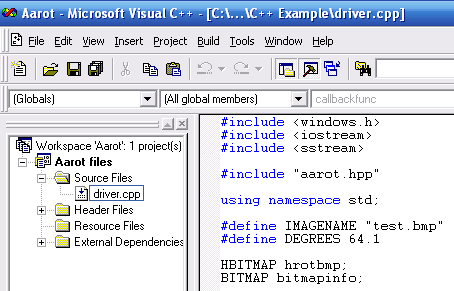 Aarot - Microsoft Visual C++ - [C:\...\C++ Example\driver.cpp]
File Edit View Insert Project Build Tools Window Help
(Globals) (All global members) callbackfunc
Workspace 'Aarot': 1 project(s)
Aarot files
Source Files
driver.cpp
Header Files
Resource Files
External Dependencies
#include <windows.h>
#include <iostream>
#include <sstream>
#include "aarot.hpp"
using namespace std;
#define IMAGENAME "test.bmp"
#define DEGREES 64.1
HBITMAP hrotbmp;
BITMAP bitmapinfo;